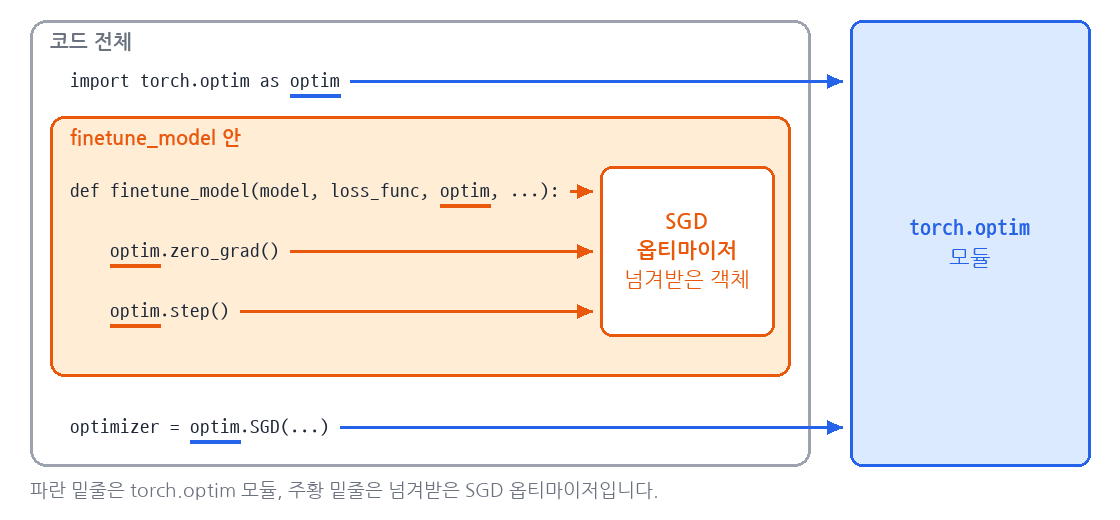 코드 전체
import torch.optim as optim
finetune_model 안
def finetune_model(model, loss_func, optim, ...):
optim.zero_grad()
optim.step()
SGD
옵티마이저
넘겨받은 객체
torch.optim
모듈
optimizer = optim.SGD(...)
파란 밑줄은 torch.optim 모듈, 주황 밑줄은 넘겨받은 SGD 옵티마이저입니다.